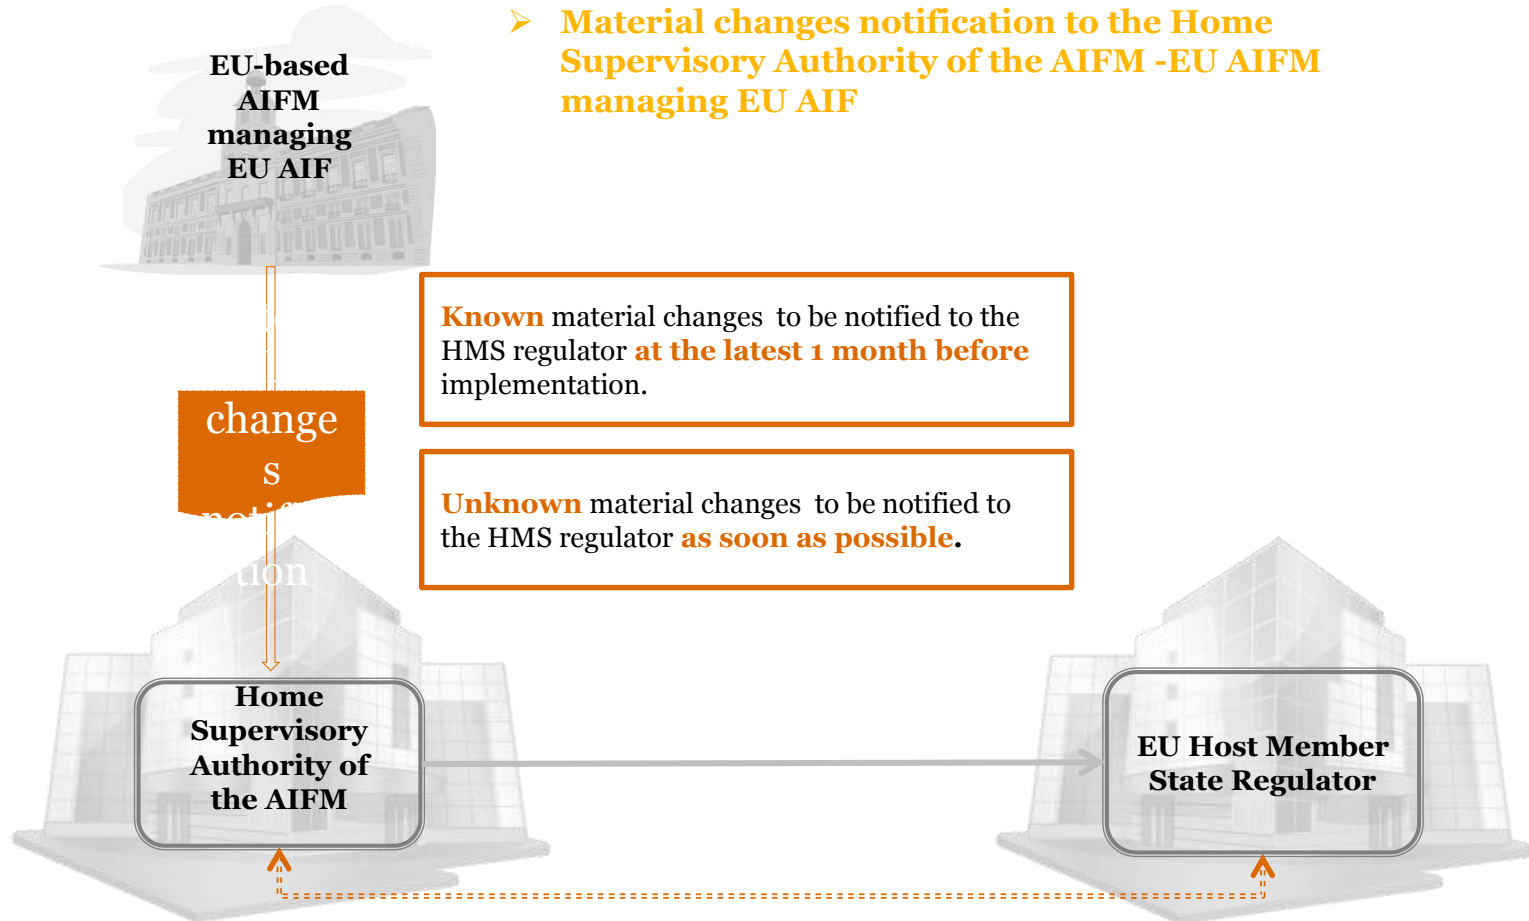 ➢ Material changes notification to the Home
Supervisory Authority of the AIFM -EU AIFM
managing EU AIF
EU-based
AIFM
managing
EU AIF
Known material changes  to be notified to the
HMS regulator at the latest 1 month before
implementation.
change
s
notifi
tion
Unknown material changes  to be notified to
the HMS regulator as soon as possible.
Home
Supervisory
Authority of
the AIFM
EU Host Member
State Regulator